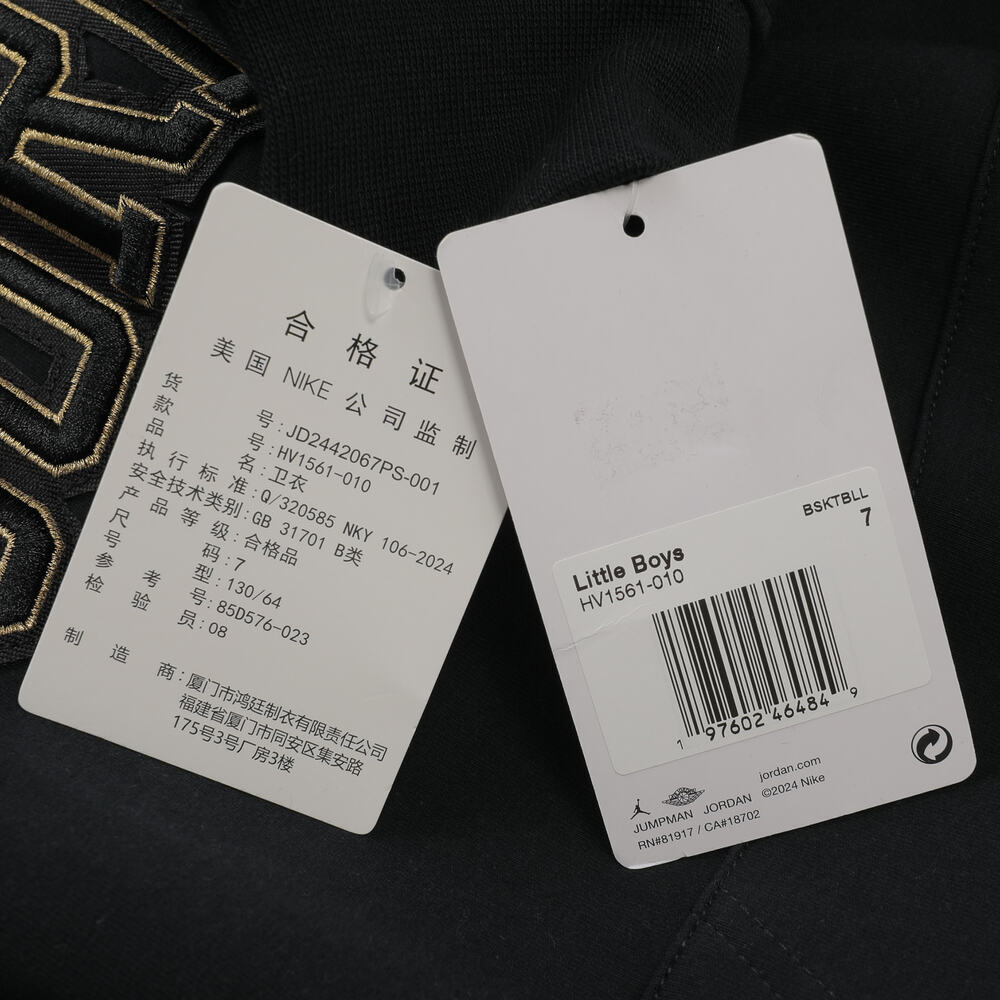 合格证
美国NIKE公司监制
货号:JD2442067PS-001
款号:HV1561-010
品名:卫衣
执行标准:Q/320585 NKY 106-2024
安全技术类别:GB 31701 B类
产品等级:合格品
尺码:7
号型:130/64
参考号:85D576-023
检验员:08
制造商:厦门市鸿廷制衣有限责任公司
福建省厦门市同安区集安路
175号3号厂房3楼
BSKTBLL
7
Little Boys
HV1561-010
1 97602 46484 9
jordan.com
JUMPMAN JORDAN ©2024 Nike
RN#81917 / CA#18702